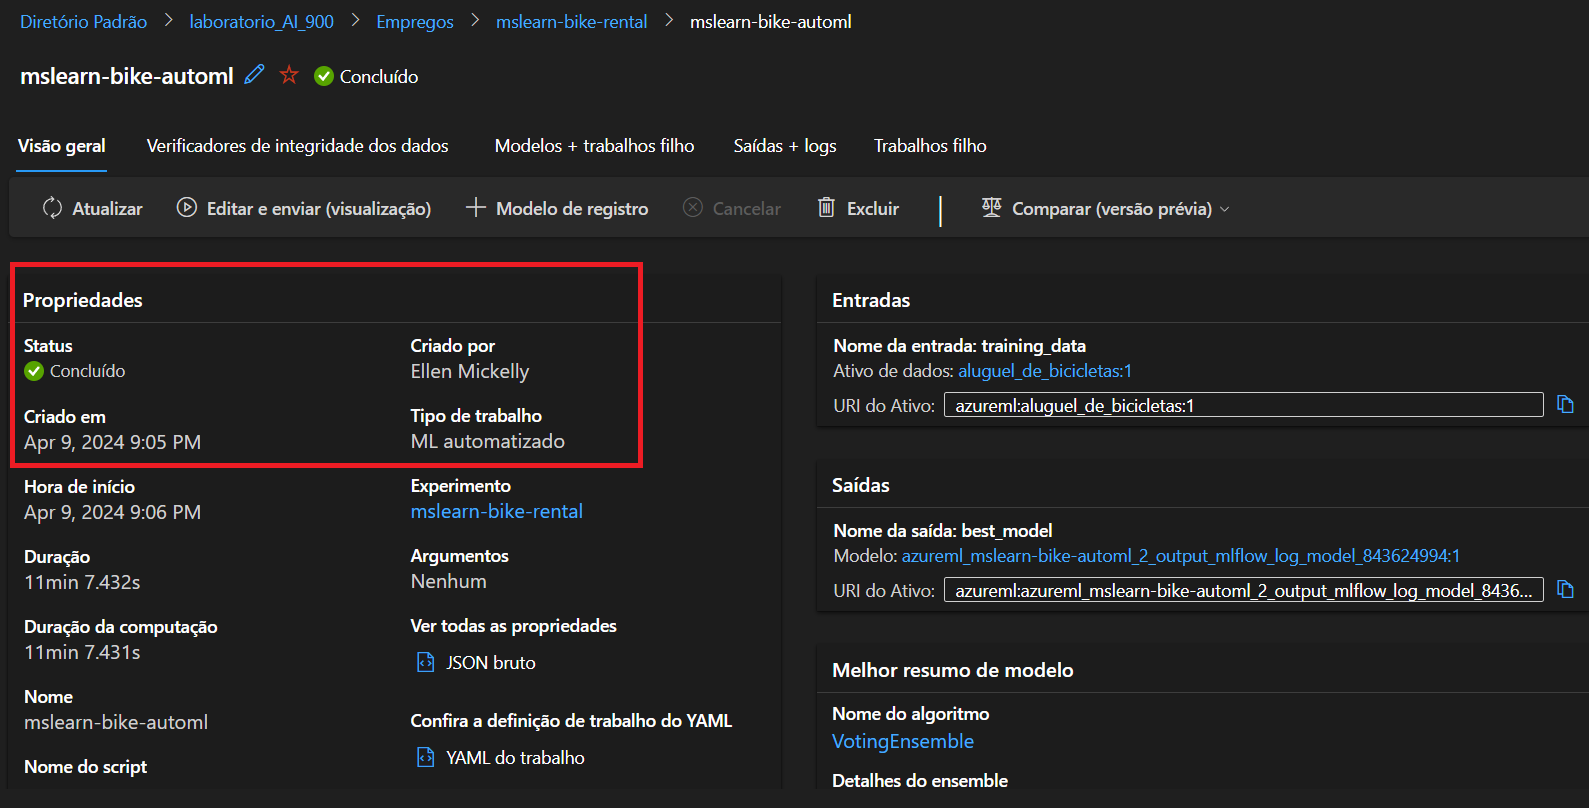 Diretório Padrão > laboratorio_AI_900 > Empregos > mslearn-bike-rental > mslearn-bike-automl
mslearn-bike-automl Concluído
Visão geral Verificadores de integridade dos dados Modelos + trabalhos filho Saídas + logs Trabalhos filho
Atualizar Editar e enviar (visualização) Modelo de registro Cancelar Excluir Comparar (versão prévia)
Propriedades
Status
Concluído
Criado em
Apr 9, 2024 9:05 PM
Hora de início
Apr 9, 2024 9:06 PM
Duração
11min 7.432s
Duração da computação
11min 7.431s
Nome
mslearn-bike-automl
Nome do script
Criado por
Ellen Mickelly
Tipo de trabalho
ML automatizado
Experimento
mslearn-bike-rental
Argumentos
Nenhum
Ver todas as propriedades
JSON bruto
Confira a definição de trabalho do YAML
YAML do trabalho
Entradas
Nome da entrada: training_data
Ativo de dados: aluguel_de_bicicletas:1
URI do Ativo: azureml:aluguel_de_bicicletas:1
Saídas
Nome da saída: best_model
Modelo: azureml_mslearn-bike-automl_2_output_mlflow_log_model_843624994:1
URI do Ativo: azureml:azureml_mslearn-bike-automl_2_output_mlflow_log_model_8436...
Melhor resumo de modelo
Nome do algoritmo
VotingEnsemble
Detalhes do ensemble